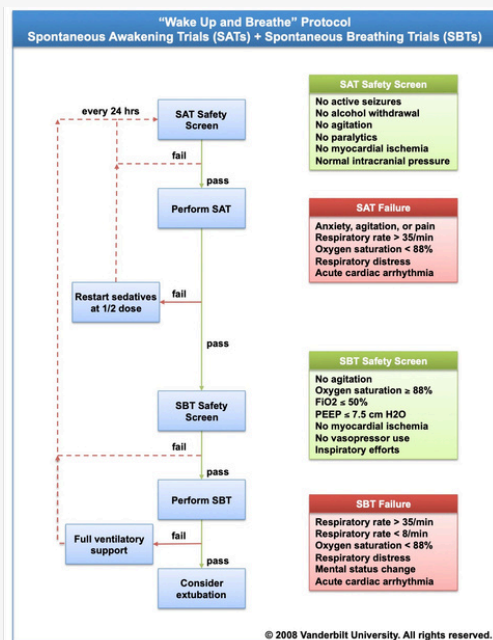 “Wake Up and Breathe” Protocol
Spontaneous Awakening Trials (SATs) + Spontaneous Breathing Trials (SBTs)
every 24 hrs
SAT Safety
Screen
fail
pass
Perform SAT
fail
Restart sedatives
at 1/2 dose
pass
SBT Safety
Screen
fail
pass
Perform SBT
fail
Full ventilatory
support
pass
Consider
extubation
SAT Safety Screen
No active seizures
No alcohol withdrawal
No agitation
No paralytics
No myocardial ischemia
Normal intracranial pressure
SAT Failure
Anxiety, agitation, or pain
Respiratory rate > 35/min
Oxygen saturation < 88%
Respiratory distress
Acute cardiac arrhythmia
SBT Safety Screen
No agitation
Oxygen saturation ≥ 88%
FiO2 ≤ 50%
PEEP ≤ 7.5 cm H2O
No myocardial ischemia
No vasopressor use
Inspiratory efforts
SBT Failure
Respiratory rate > 35/min
Respiratory rate < 8/min
Oxygen saturation < 88%
Respiratory distress
Mental status change
Acute cardiac arrhythmia
© 2008 Vanderbilt University. All rights reserved.